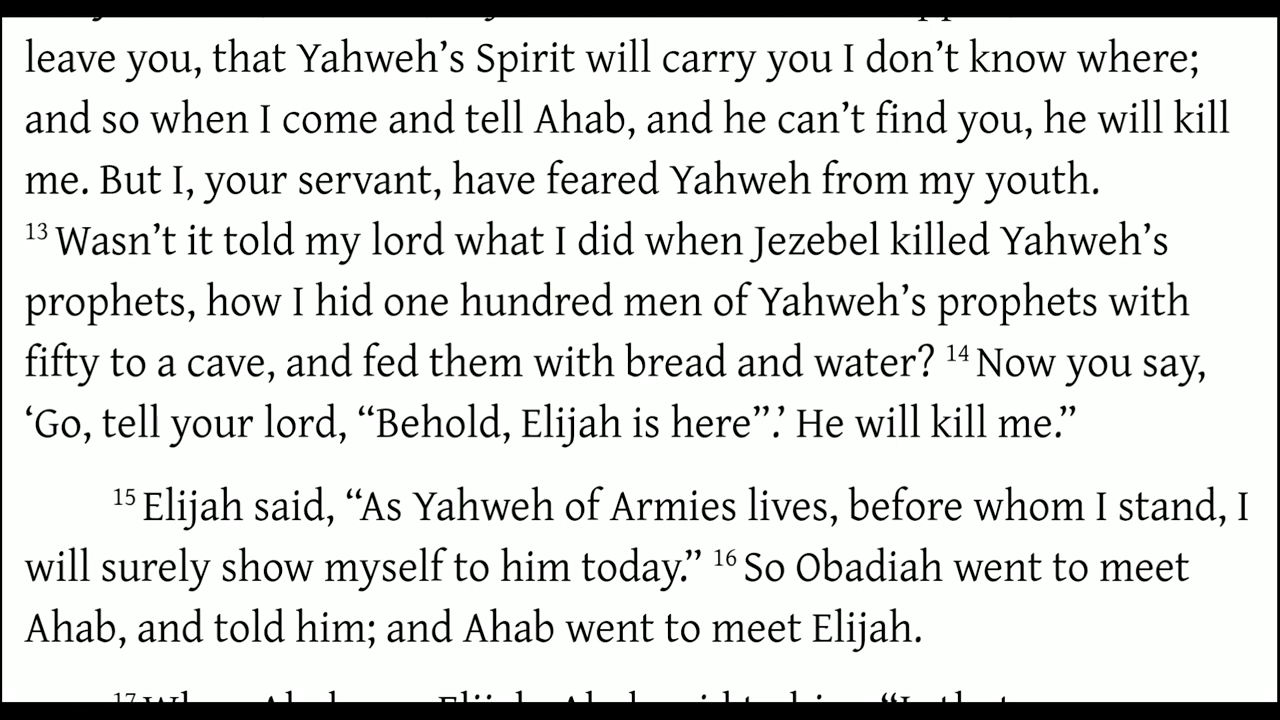 leave you, that Yahweh’s Spirit will carry you I don’t know where;
and so when I come and tell Ahab, and he can’t find you, he will kill
me. But I, your servant, have feared Yahweh from my youth.
13 Wasn’t it told my lord what I did when Jezebel killed Yahweh’s
prophets, how I hid one hundred men of Yahweh’s prophets with
fifty to a cave, and fed them with bread and water? 14 Now you say,
‘Go, tell your lord, “Behold, Elijah is here”.’ He will kill me.”
15 Elijah said, “As Yahweh of Armies lives, before whom I stand, I
will surely show myself to him today.” 16 So Obadiah went to meet
Ahab, and told him; and Ahab went to meet Elijah.